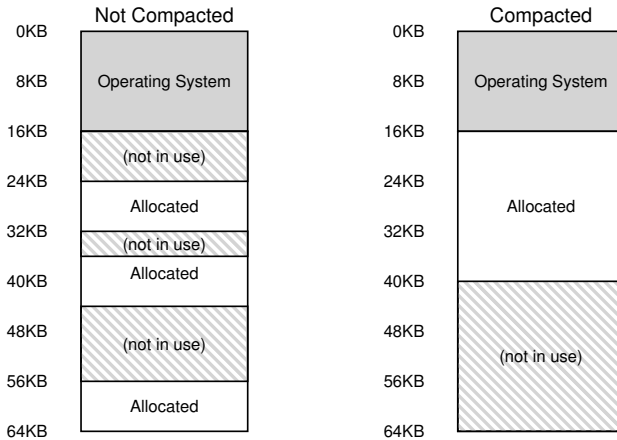 Not Compacted
0KB
8KB
16KB
24KB
32KB
40KB
48KB
56KB
64KB
Operating System
(not in use)
Allocated
(not in use)
Allocated
(not in use)
Allocated
Compacted
0KB
8KB
16KB
24KB
32KB
40KB
48KB
56KB
64KB
Operating System
Allocated
(not in use)